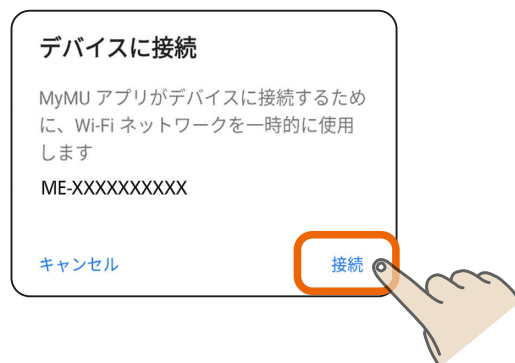 デバイスに接続
MyMU アプリがデバイスに接続するため
に、Wi-Fi ネットワークを一時的に使用
します
ME-XXXXXXXXXX
キャンセル
接続